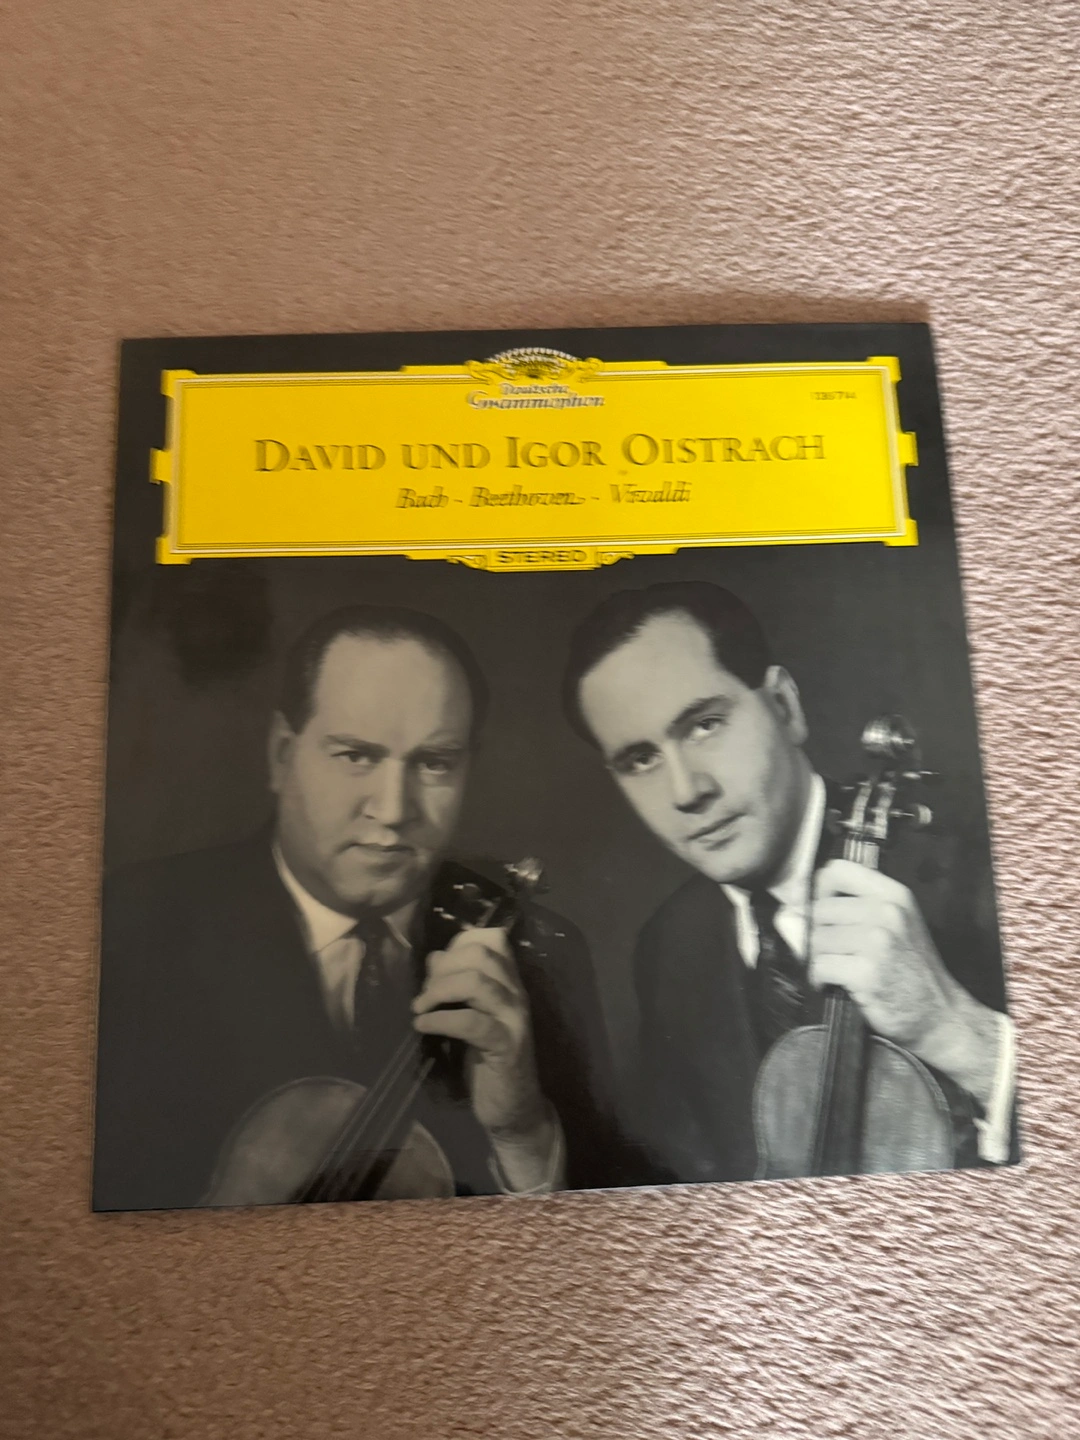 Deutsche
Grammophon
DAVID UND IGOR OISTRACH
Bach - Beethoven - Vivaldi
STEREO